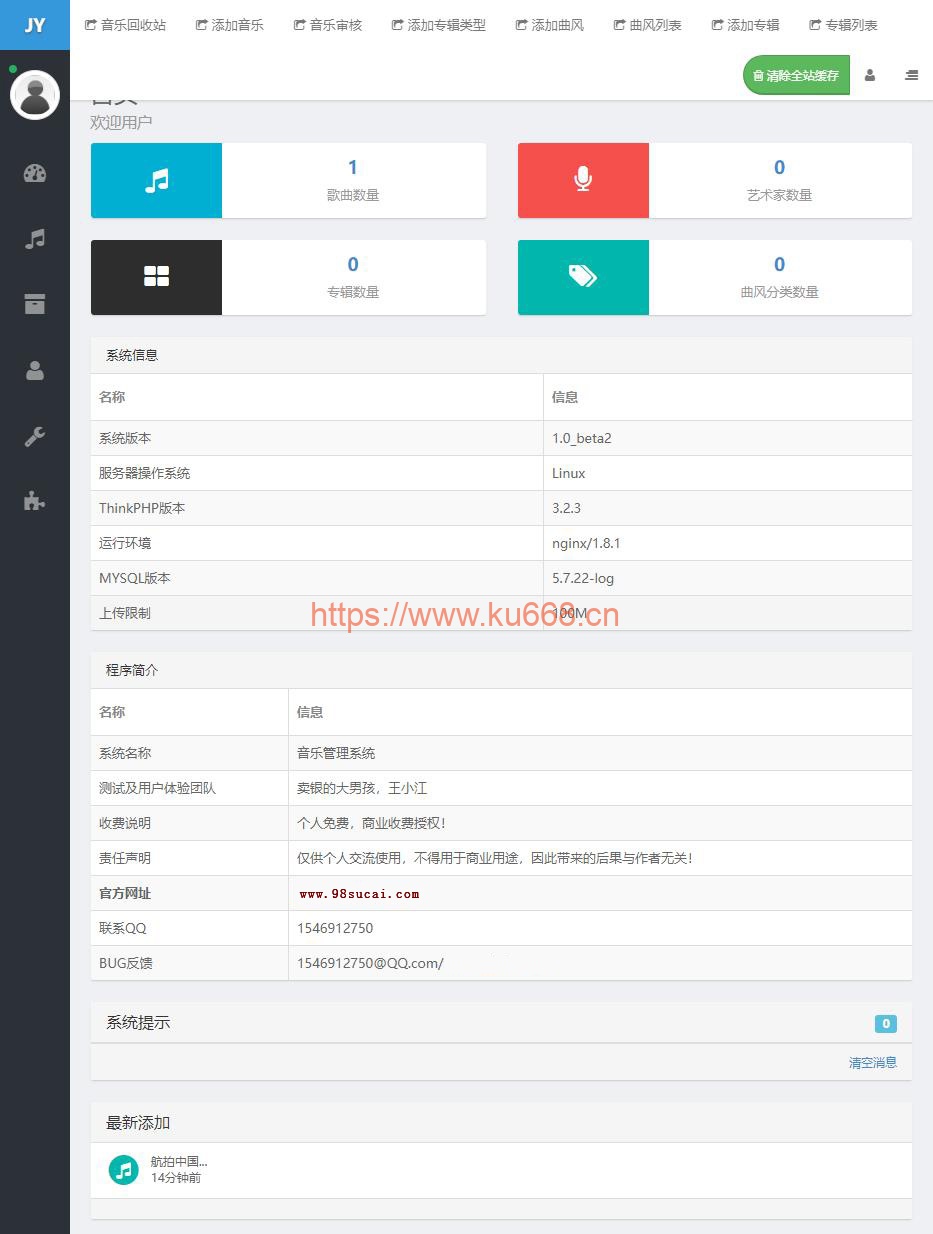 JY
音乐回收站 添加音乐 音乐审核 添加专辑类型 添加曲风 曲风列表 添加专辑 专辑列表
清除全站缓存
欢迎用户
1
歌曲数量
0
艺术家数量
0
专辑数量
0
曲风分类数量
系统信息
名称 信息
系统版本 1.0_beta2
服务器操作系统 Linux
ThinkPHP版本 3.2.3
运行环境 nginx/1.8.1
MYSQL版本 5.7.22-log
上传限制 100M
https://www.ku668.cn
程序简介
名称 信息
系统名称 音乐管理系统
测试及用户体验团队 卖银的大男孩，王小江
收费说明 个人免费，商业收费授权！
责任声明 仅供个人交流使用，不得用于商业用途，因此带来的后果与作者无关！
官方网址 www.98sucai.com
联系QQ 1546912750
BUG反馈 1546912750@QQ.com/
系统提示 0
清空消息
最新添加
航拍中国...
14分钟前